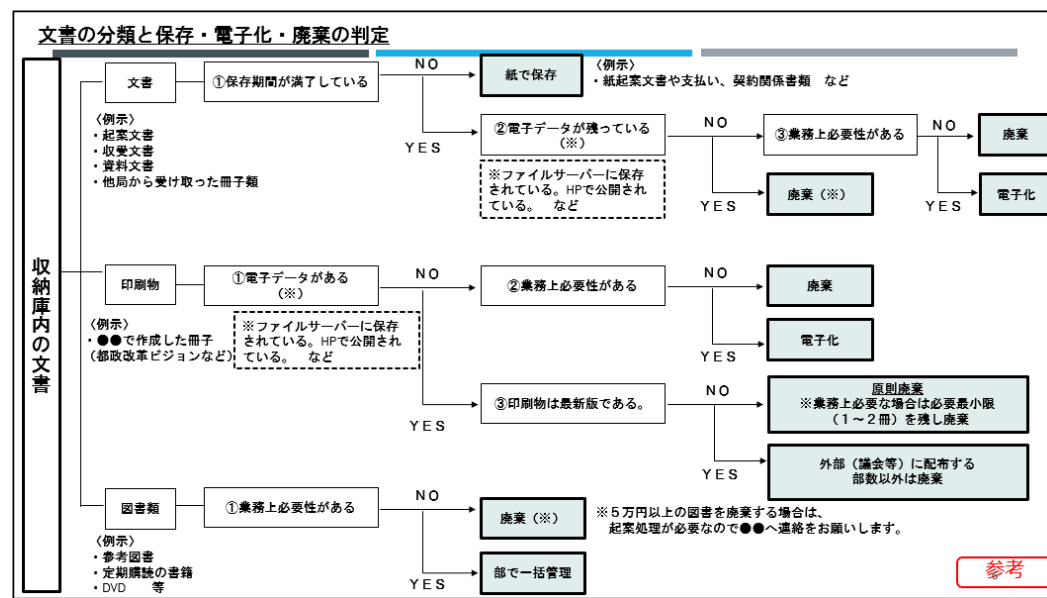 文書の分類と保存・電子化・廃棄の判定
収納庫内の文書
文書
①保存期間が満了している
NO
紙で保存
〈例示〉
・紙起案文書や支払い、契約関係書類　など
〈例示〉
・起案文書
・収受文書
・資料文書
・他局から受け取った冊子類
YES
②電子データが残っている
（※）
※ファイルサーバーに保存
されている。HPで公開され
ている。　など
NO
③業務上必要性がある
NO
廃棄
YES
廃棄（※）
YES
電子化
印刷物
①電子データがある
（※）
NO
②業務上必要性がある
NO
廃棄
〈例示〉
・●●で作成した冊子
（都政改革ビジョンなど）
※ファイルサーバーに保存
されている。HPで公開され
ている。　など
YES
電子化
YES
③印刷物は最新版である。
NO
原則廃棄
※業務上必要な場合は必要最小限
（１～２冊）を残し廃棄
YES
外部（議会等）に配布する
部数以外は廃棄
図書類
①業務上必要性がある
NO
廃棄（※）
※５万円以上の図書を廃棄する場合は、
起案処理が必要なので●●へ連絡をお願いします。
〈例示〉
・参考図書
・定期購読の書籍
・DVD　等
YES
部で一括管理
参考